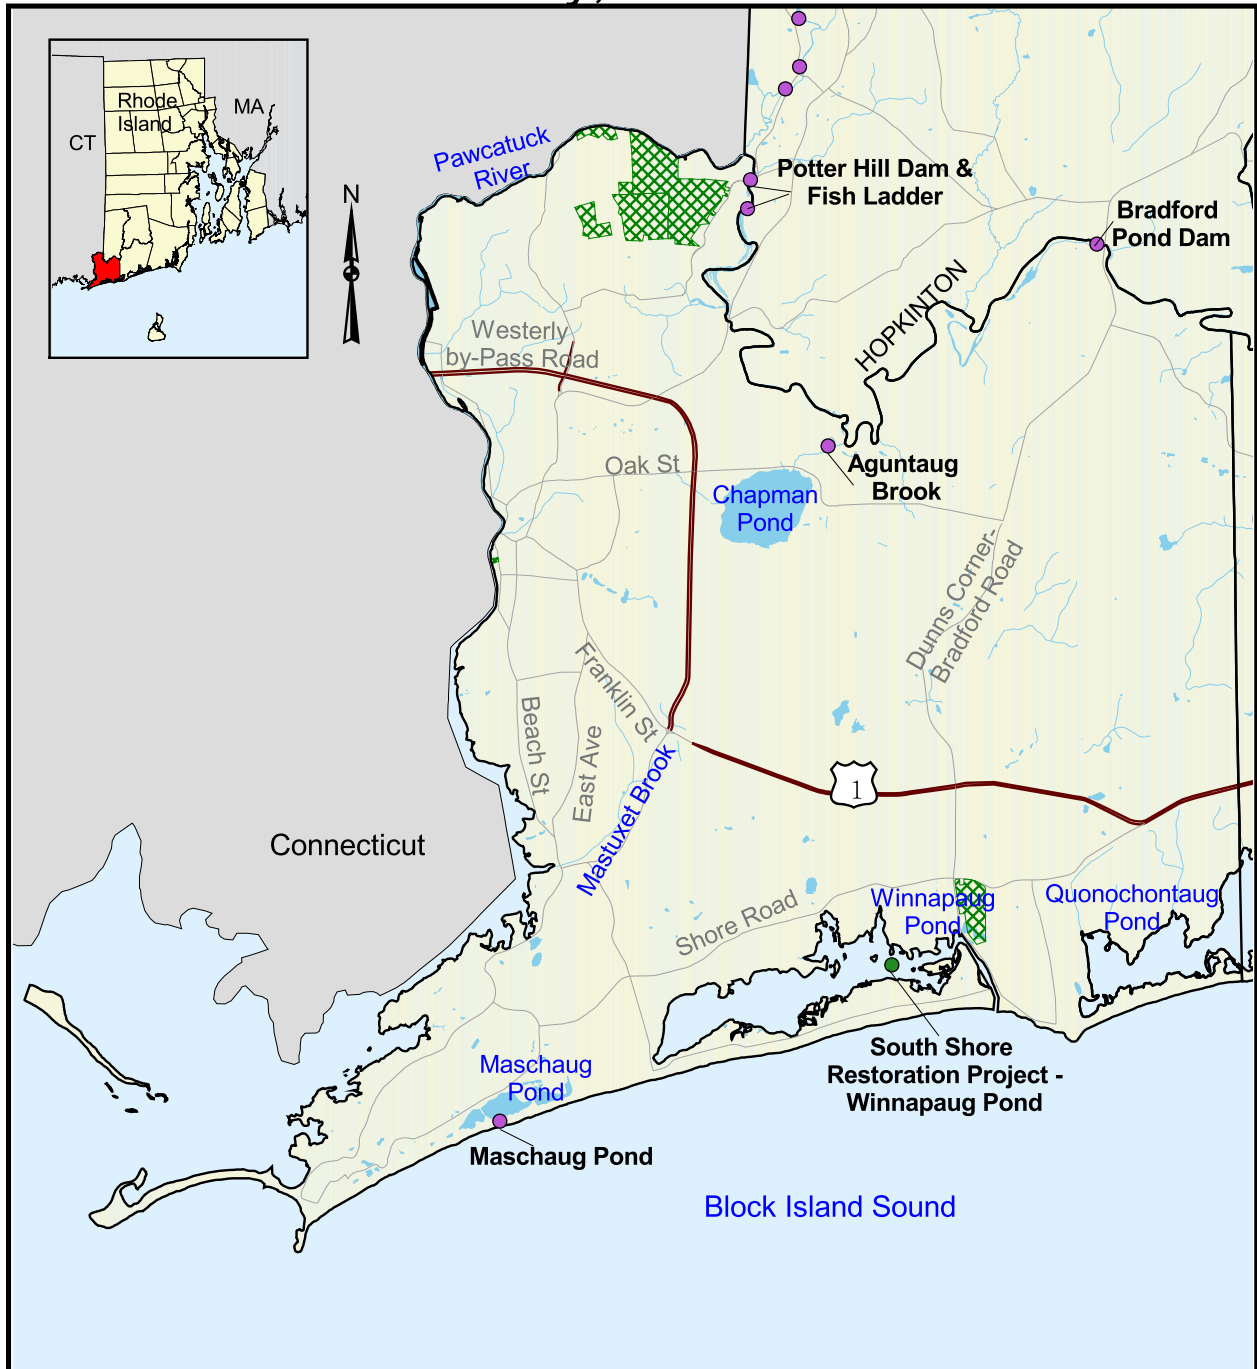 Rhode
Island
MA
CT
N
Pawcatuck
River
Potter Hill Dam &
Fish Ladder
Bradford
Pond Dam
HOPKINTON
Westerly
by-Pass Road
Oak St
Aguntaug
Brook
Chapman
Pond
Dunns Corner-
Bradford Road
Franklin St
Beach St
East Ave
Mastuxet Brook
1
Connecticut
Shore Road
Winnapaug
Pond
Quonochontaug
Pond
South Shore
Restoration Project -
Winnapaug Pond
Maschaug
Pond
Maschaug Pond
Block Island Sound